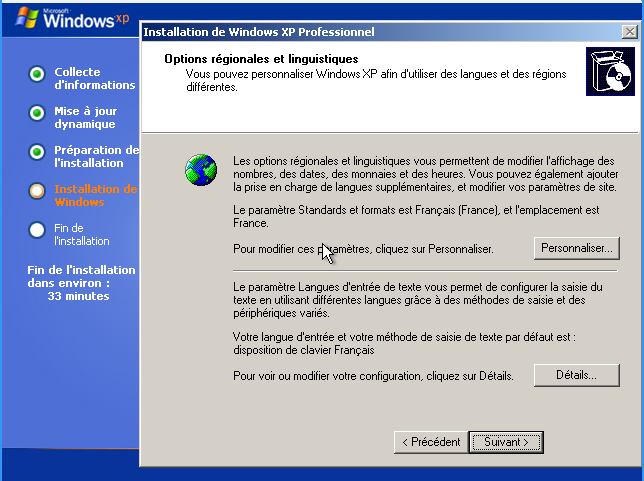 Microsoft
Windows xp
Installation de Windows XP Professionnel
Options régionales et linguistiques
Vous pouvez personnaliser Windows XP afin d'utiliser des langues et des régions
différentes.
Collecte
d'informations
Mise à jour
dynamique
Préparation de
l'installation
Installation de
Windows
Fin de
l'installation
Fin de l'installation
dans environ :
33 minutes
Les options régionales et linguistiques vous permettent de modifier l'affichage des
nombres, des dates, des monnaies et des heures. Vous pouvez également ajouter
la prise en charge de langues supplémentaires, et modifier vos paramètres de site.
Le paramètre Standards et formats est Français (France), et l'emplacement est
France.
Pour modifier ces paramètres, cliquez sur Personnaliser.
Personnaliser...
Le paramètre Langues d'entrée de texte vous permet de configurer la saisie du
texte en utilisant différentes langues grâce à des méthodes de saisie et des
périphériques variés.
Votre langue d'entrée et votre méthode de saisie de texte par défaut est :
disposition de clavier Français
Pour voir ou modifier votre configuration, cliquez sur Détails.
Détails...
< Précédent
Suivant >